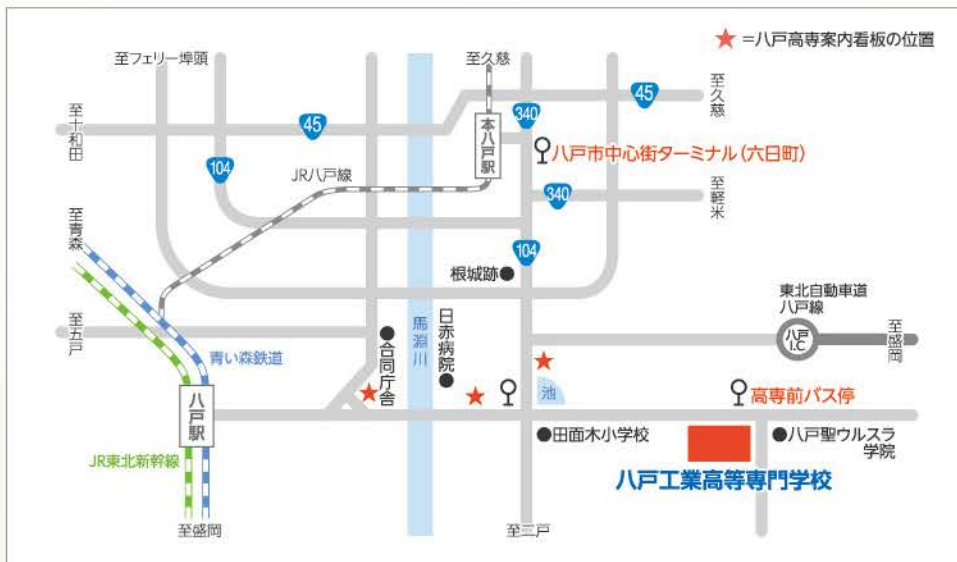 ★=八戸高専案内看板の位置
至フェリー埠頭
至久慈
至久慈
至十和田
45
340
45
本八戸駅
八戸市中心街ターミナル(六日町)
104
JR八戸線
340
至軽米
至青森
104
根城跡
東北自動車道
八戸線
至五戸
馬淵川
日赤病院
合同庁舎
八戸
I.C
至盛岡
青い森鉄道
池
高専前バス停
八戸駅
田面木小学校
八戸聖ウルスラ
学院
JR東北新幹線
八戸工業高等専門学校
至盛岡
至三戸